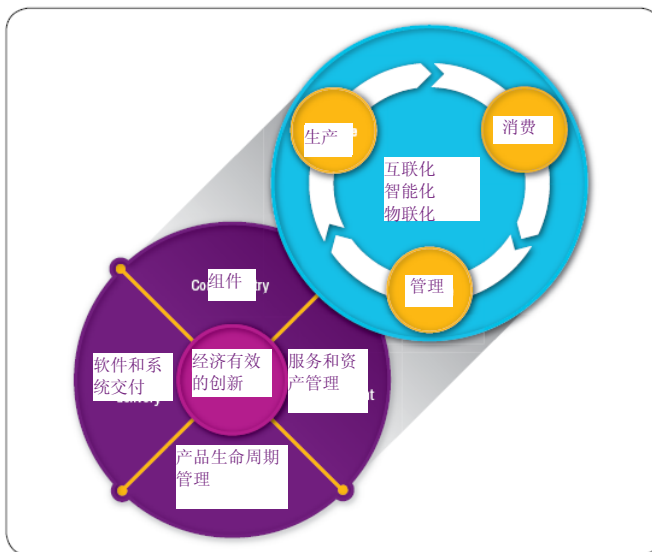 生产
消费
互联化
智能化
物联化
管理
组件
软件和系
统交付
经济有效
的创新
服务和资
产管理
产品生命周期
管理